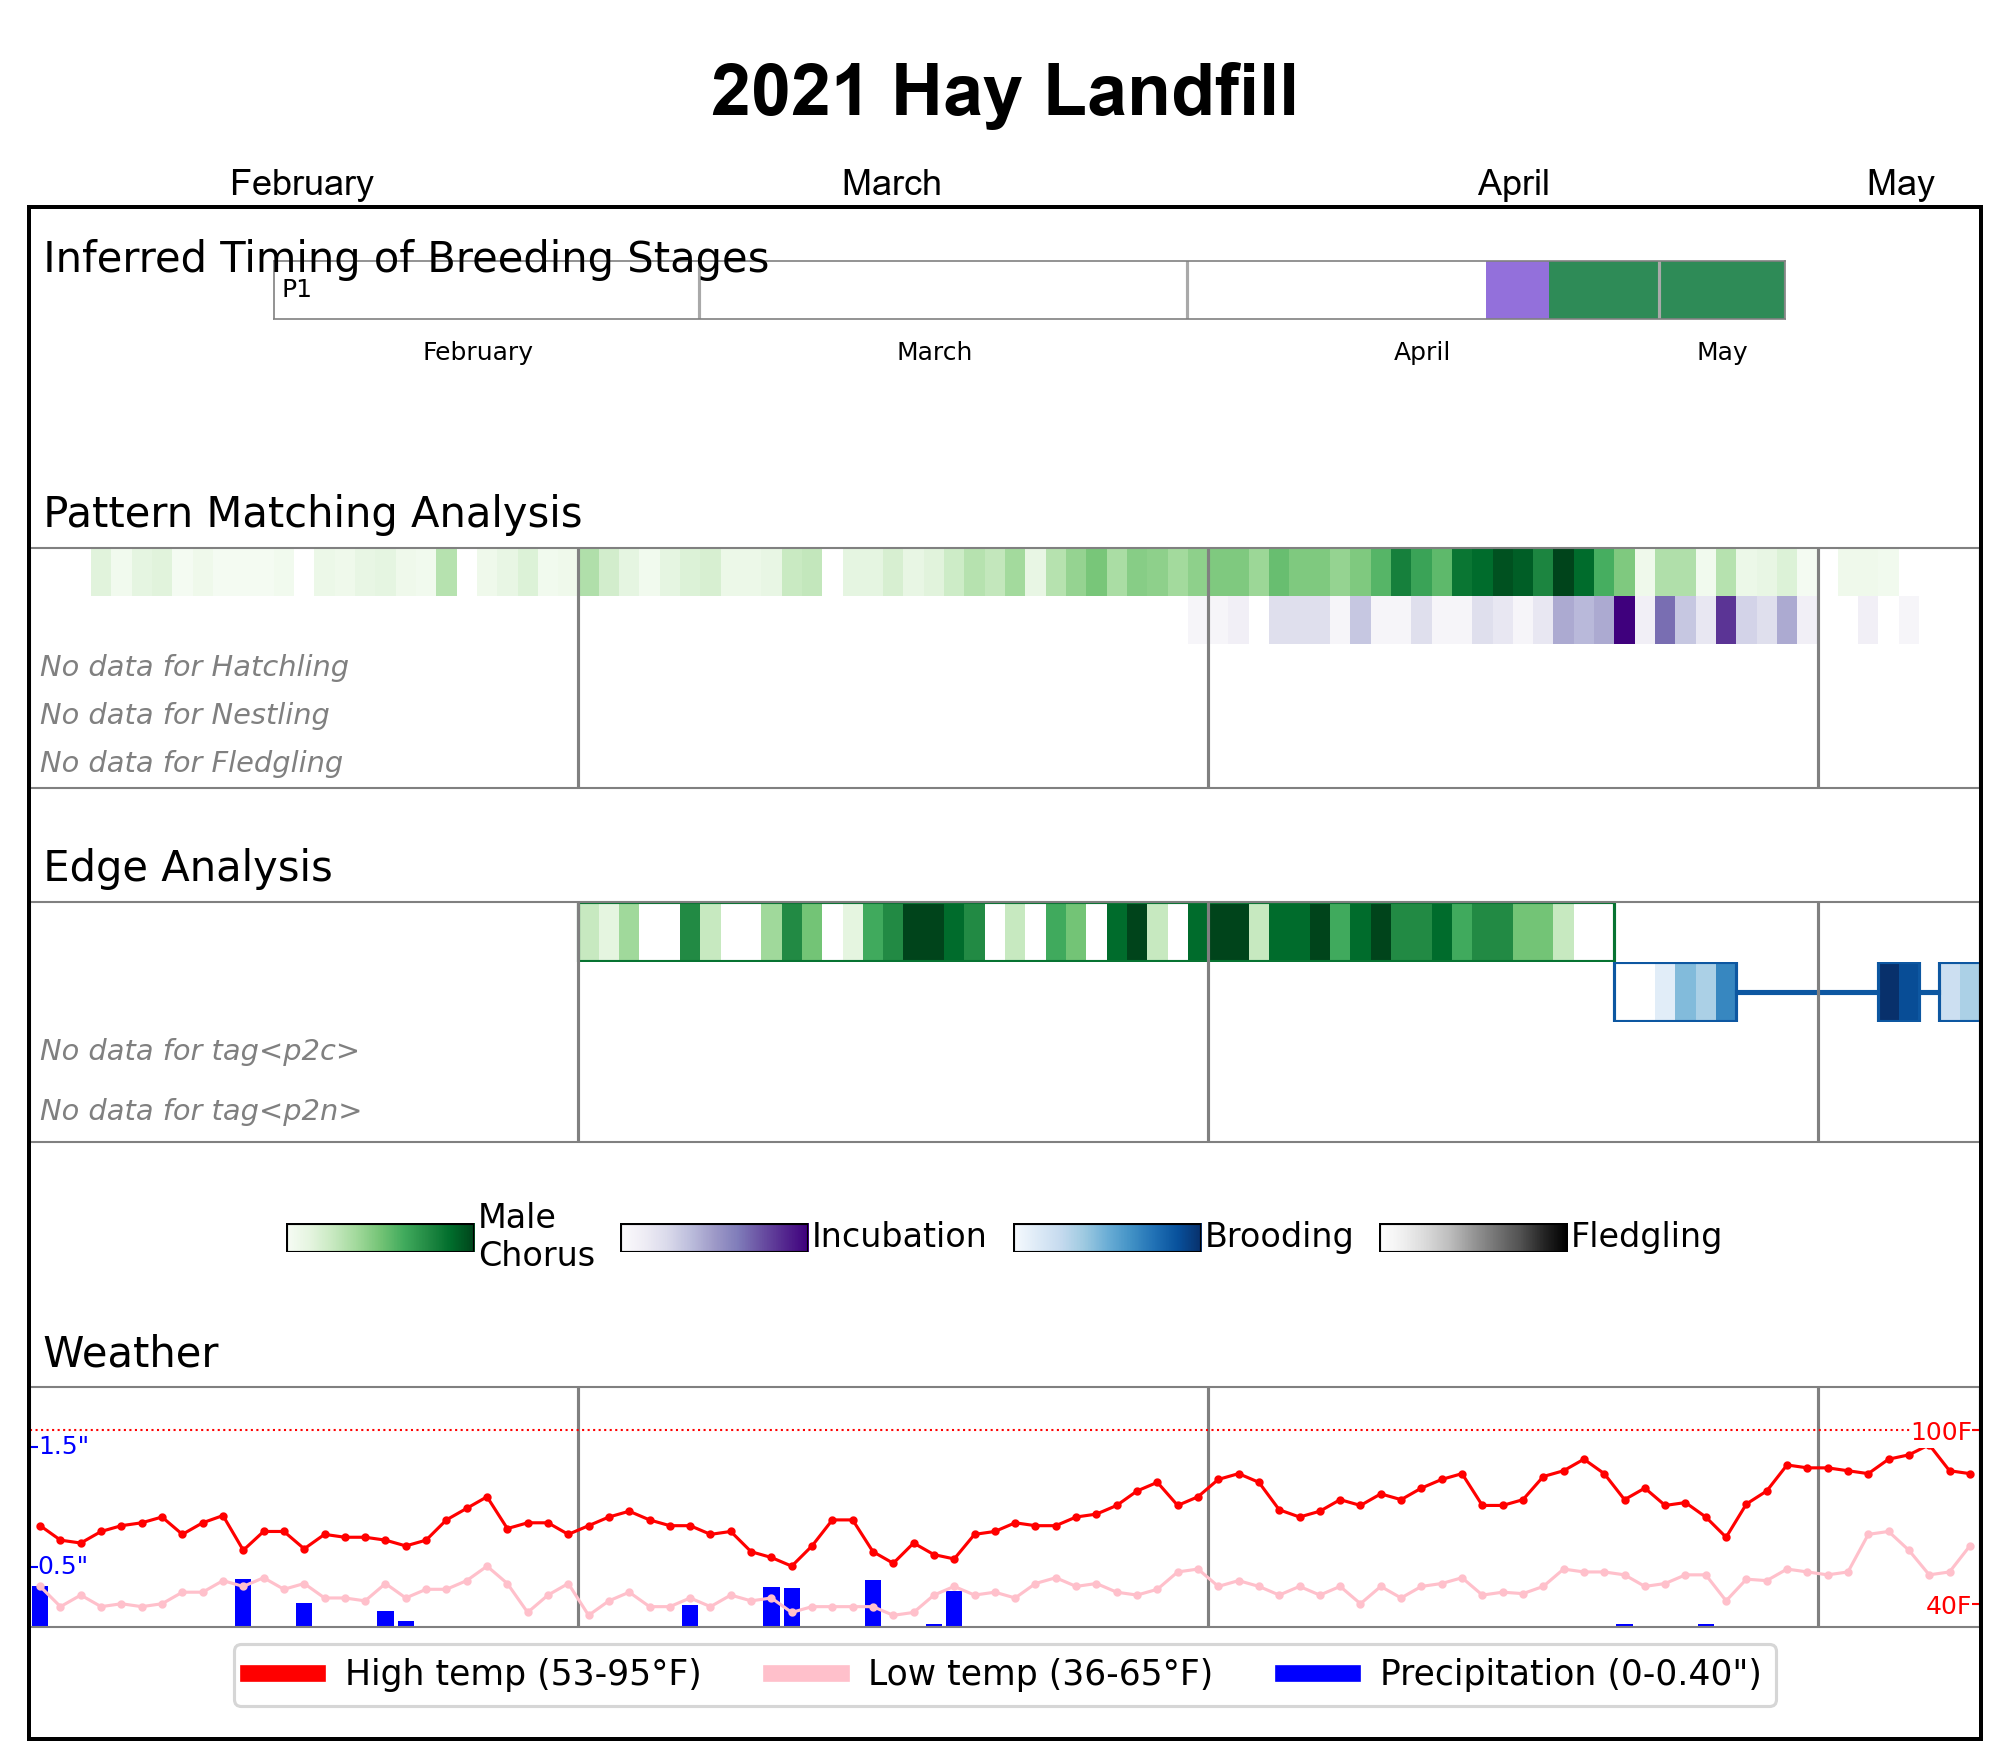 2021 Hay Landfill
February March April May
Inferred Timing of Breeding Stages
P1
February March April May
Pattern Matching Analysis
No data for Hatchling
No data for Nestling
No data for Fledgling
Edge Analysis
No data for tag<p2c>
No data for tag<p2n>
Male
Chorus
Incubation
Brooding
Fledgling
Weather
1.5"
100F
0.5"
40F
High temp (53-95°F) Low temp (36-65°F) Precipitation (0-0.40")